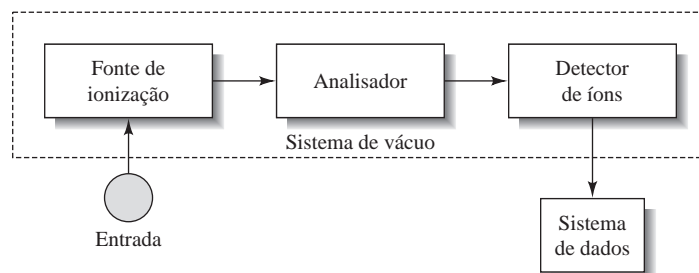 Fonte de
ionização
Analisador
Detector
de íons
Sistema de vácuo
Entrada
Sistema
de dados